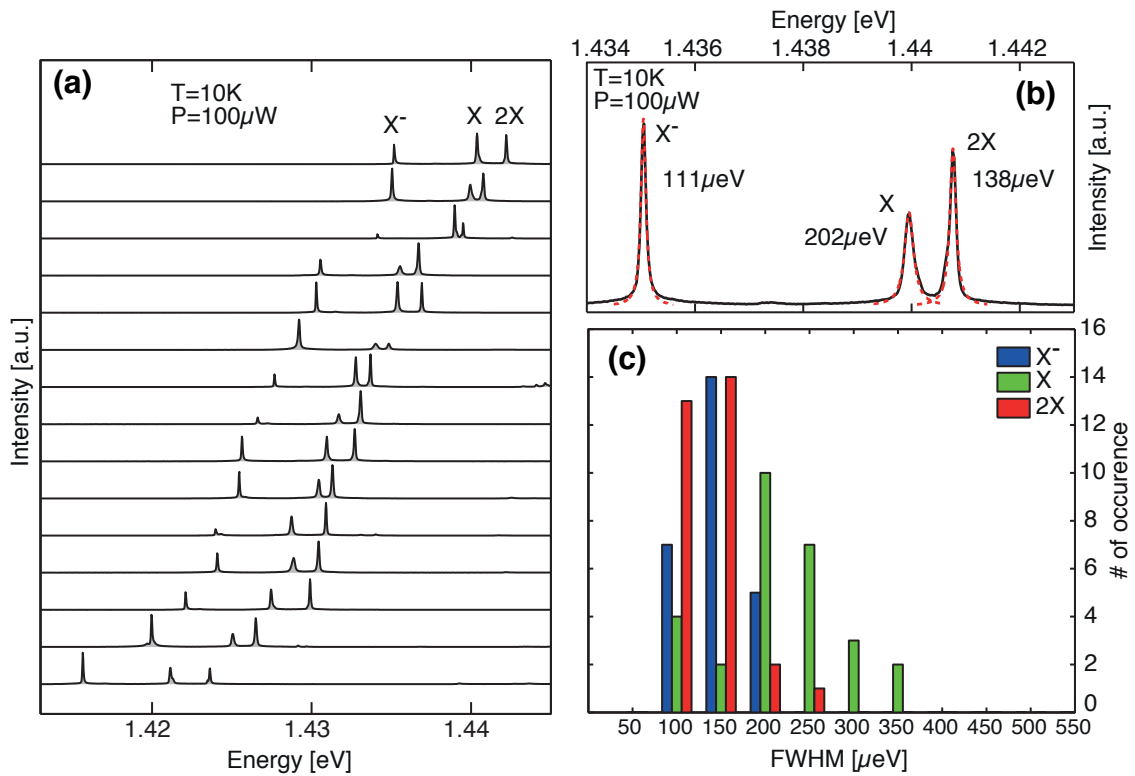 (a)
T=10K
P=100µW
X-
X
2X
Intensity [a.u.]
1.42
1.43
1.44
Energy [eV]
Energy [eV]
1.434
1.436
1.438
1.44
1.442
T=10K
P=100µW
(b)
X-
111µeV
X
202µeV
2X
138µeV
Intensity [a.u.]
(c)
X-
X
2X
16
14
12
10
8
6
4
2
0
# of occurence
50
100
150
200
250
300
350
400
450
500
550
FWHM [µeV]